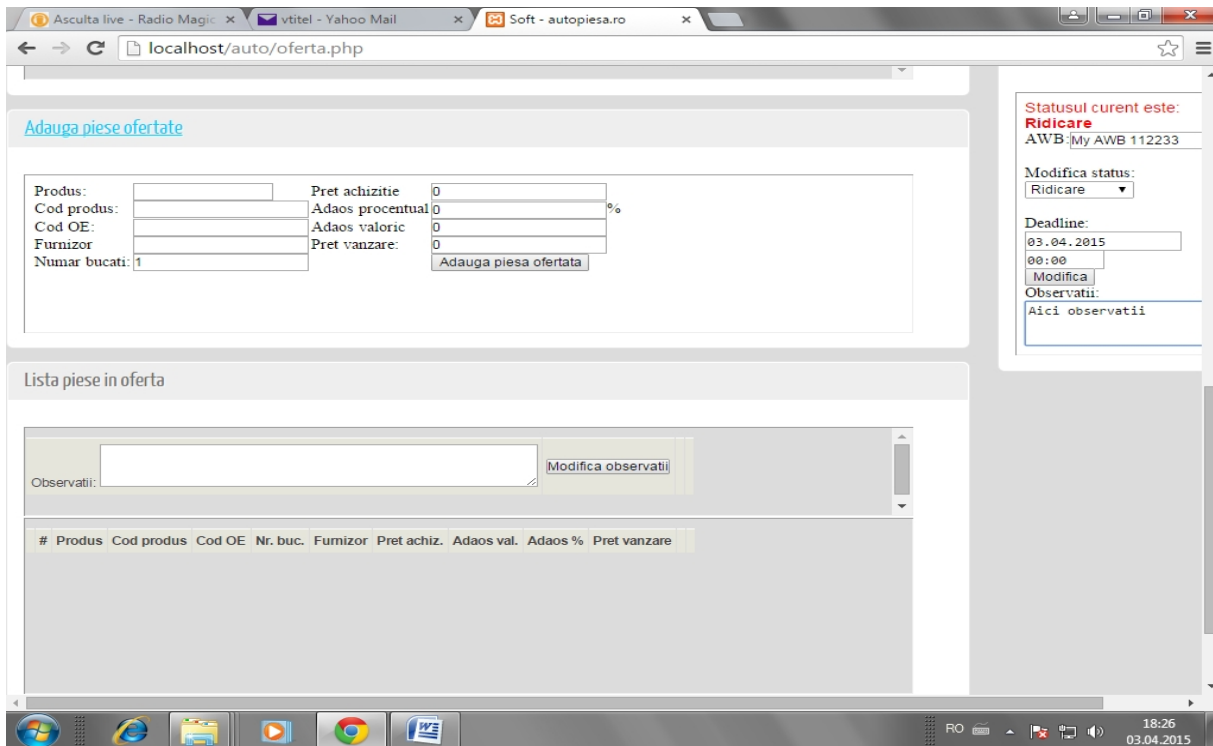 Asculta live - Radio Magic
vtitel - Yahoo Mail
Soft - autopiesa.ro
localhost/auto/oferta.php
Adauga piese ofertate
Produs:
Pret achizitie 0
Cod produs:
Adaos procentual 0 %
Cod OE:
Adaos valoric 0
Furnizor
Pret vanzare: 0
Numar bucati: 1
Adauga piesa ofertata
Lista piese in oferta
Observatii:
Modifica observatii
# Produs Cod produs Cod OE Nr. buc. Furnizor Pret achiz. Adaos val. Adaos % Pret vanzare
Statusul curent este:
Ridicare
AWB: My AWB 112233
Modifica status:
Ridicare
Deadline:
03.04.2015
00:00
Modifica
Observatii:
Aici observatii
RO
18:26
03.04.2015